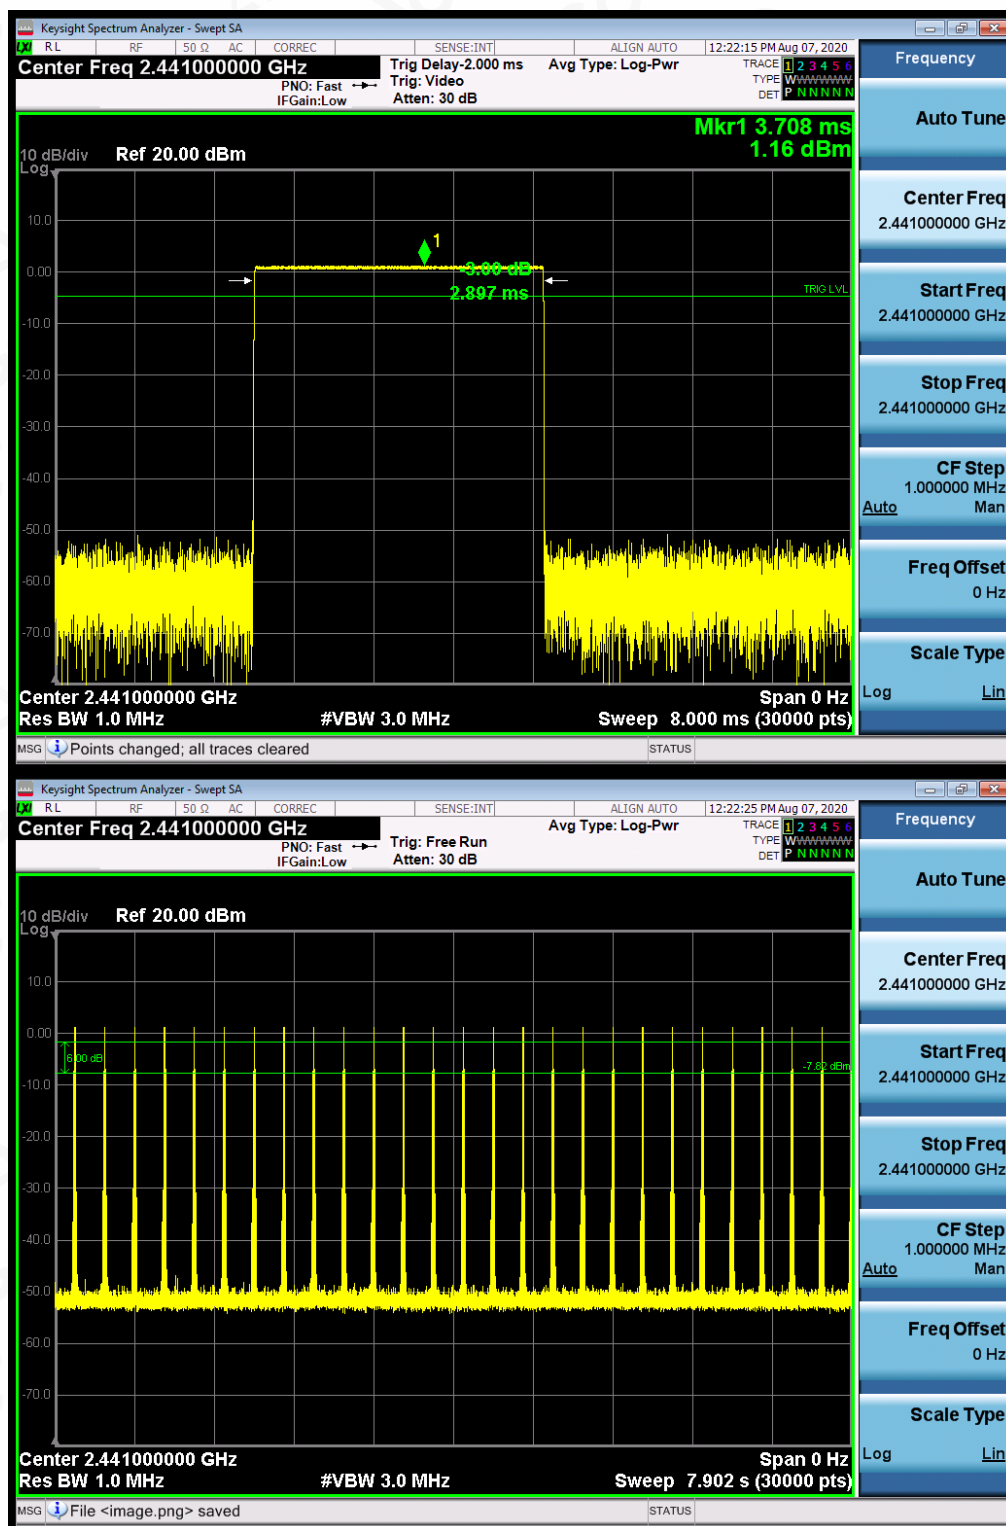 Keysight Spectrum Analyzer - Swept SA
LXI RL RF 50 Ω AC CORREC SENSE:INT ALIGN AUTO 12:22:15 PM Aug 07, 2020
Center Freq 2.441000000 GHz
PNO: Fast
IFGain:Low
Trig Delay-2.000 ms
Trig: Video
Atten: 30 dB
Avg Type: Log-Pwr
TRACE 1 2 3 4 5 6
TYPE WWWWWWW
DET P N N N N N
Frequency
Mkr1 3.708 ms
1.16 dBm
10 dB/div Ref 20.00 dBm
Log
10.0
0.00
-10.0
-20.0
-30.0
-40.0
-50.0
-60.0
-70.0
1
-3.00 dB
2.897 ms
TRIG LVL
Center 2.441000000 GHz Span 0 Hz
Res BW 1.0 MHz #VBW 3.0 MHz Sweep 8.000 ms (30000 pts)
MSG Points changed; all traces cleared STATUS
Auto Tune
Center Freq
2.441000000 GHz
Start Freq
2.441000000 GHz
Stop Freq
2.441000000 GHz
CF Step
1.000000 MHz
Auto Man
Freq Offset
0 Hz
Scale Type
Log Lin
Keysight Spectrum Analyzer - Swept SA
LXI RL RF 50 Ω AC CORREC SENSE:INT ALIGN AUTO 12:22:25 PM Aug 07, 2020
Center Freq 2.441000000 GHz
PNO: Fast
IFGain:Low
Trig: Free Run
Atten: 30 dB
Avg Type: Log-Pwr
TRACE 1 2 3 4 5 6
TYPE WWWWWWW
DET P N N N N N
Frequency
10 dB/div Ref 20.00 dBm
Log
10.0
0.00
-10.0
-20.0
-30.0
-40.0
-50.0
-60.0
-70.0
6.00 dB
-7.82 dBm
Center 2.441000000 GHz Span 0 Hz
Res BW 1.0 MHz #VBW 3.0 MHz Sweep 7.902 s (30000 pts)
MSG File <image.png> saved STATUS
Auto Tune
Center Freq
2.441000000 GHz
Start Freq
2.441000000 GHz
Stop Freq
2.441000000 GHz
CF Step
1.000000 MHz
Auto Man
Freq Offset
0 Hz
Scale Type
Log Lin